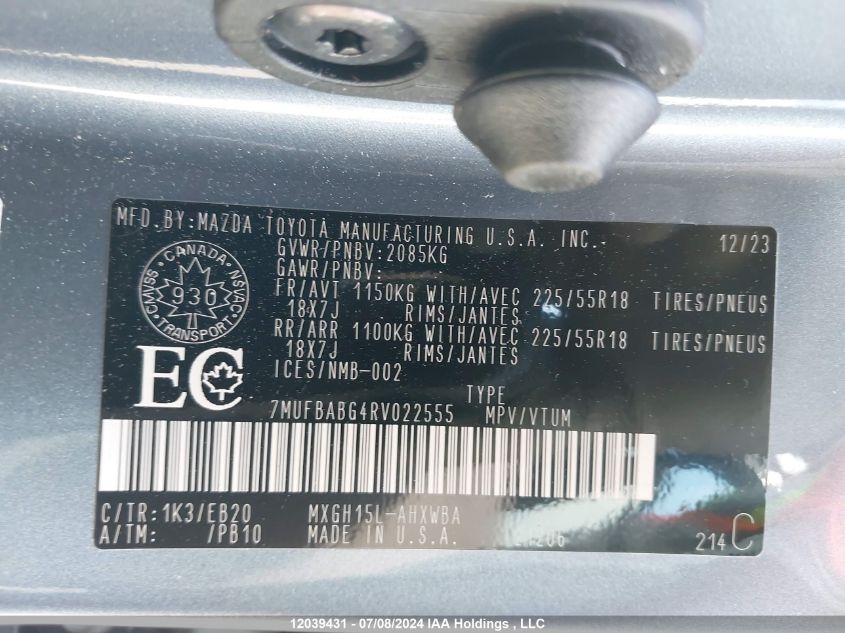 MFD.BY:MAZDA TOYOTA MANUFACTURING U.S.A. INC. 12/23
GVWR/PNBV:2085KG
GAWR/PNBV:
FR/AVT 1150KG WITH/AVEC 225/55R18 TIRES/PNEUS
18X7J RIMS/JANTES
RR/ARR 1100KG WITH/AVEC 225/55R18 TIRES/PNEUS
18X7J RIMS/JANTES
ICES/NMB-002
CANADA
CMVSS
NSVAC
930
TRANSPORT
EC
TYPE
7MUFBABG4RV022555 MPV/VTUM
C/TR:1K3/EB20 MXGH15L-AHXWBA
A/TM: /PB10 MADE IN U.S.A. 214C
12039431 - 07/08/2024 IAA Holdings , LLC